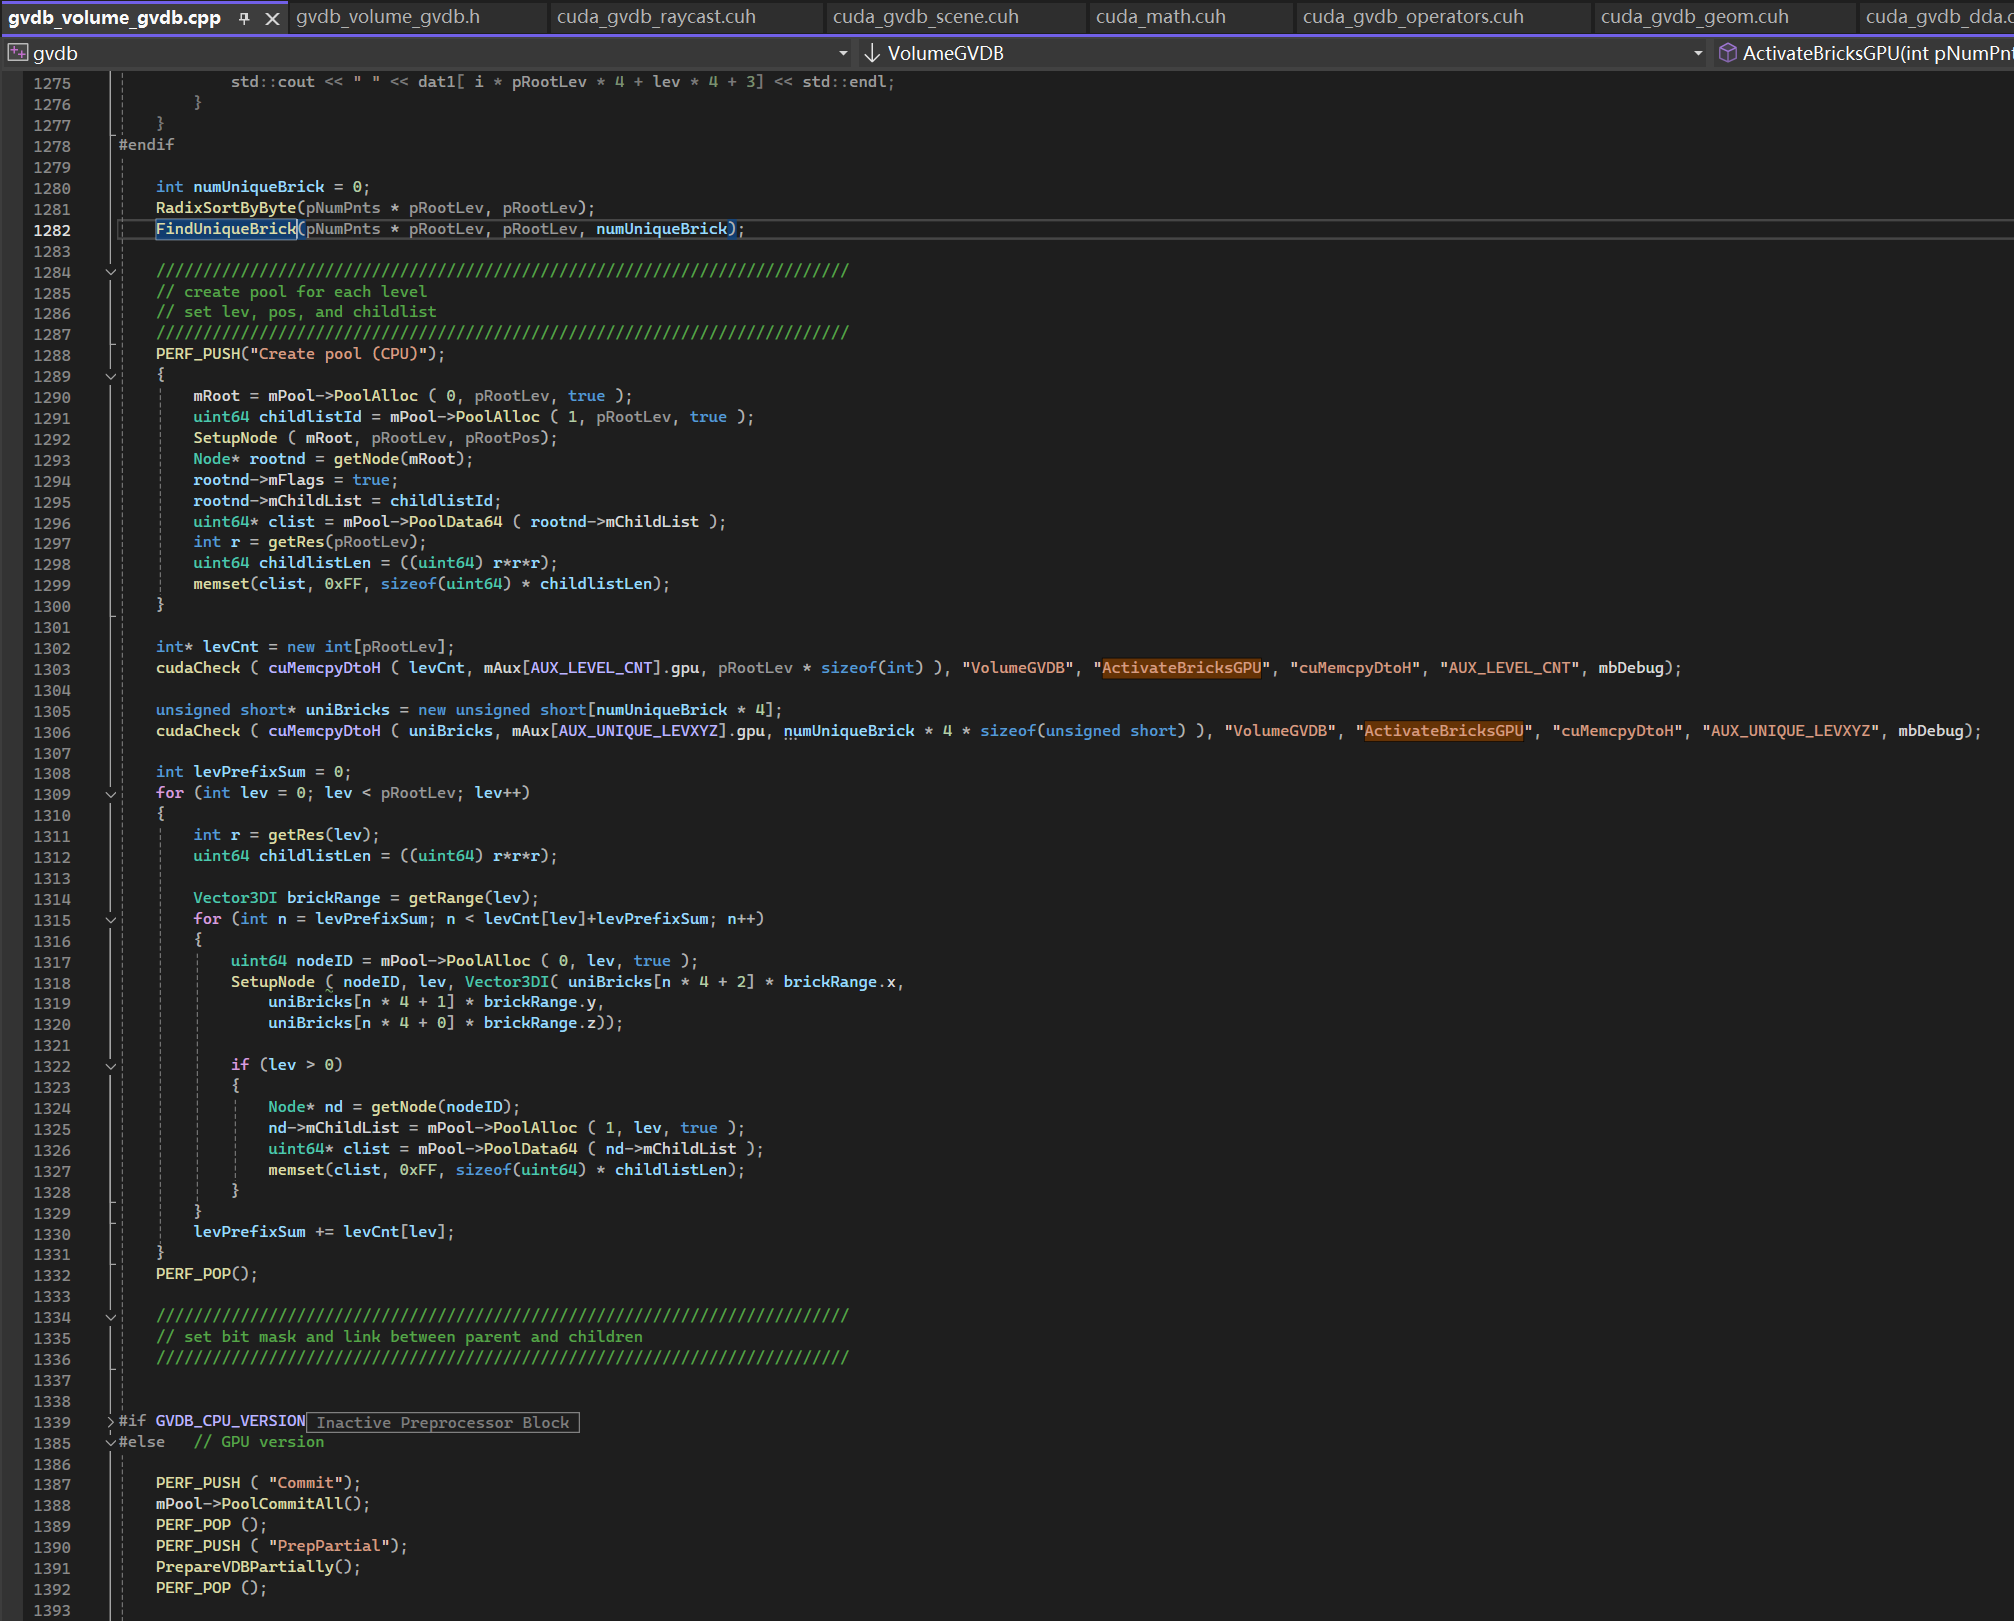 gvdb_volume_gvdb.cpp gvdb_volume_gvdb.h cuda_gvdb_raycast.cuh cuda_gvdb_scene.cuh cuda_math.cuh cuda_gvdb_operators.cuh cuda_gvdb_geom.cuh cuda_gvdb_dda.c
gvdb VolumeGVDB ActivateBricksGPU(int pNumPnt
1275 std::cout << " " << dat1[ i * pRootLev * 4 + lev * 4 + 3] << std::endl;
1276 }
1277 }
1278 #endif
1279
1280 int numUniqueBrick = 0;
1281 RadixSortByByte(pNumPnts * pRootLev, pRootLev);
1282 FindUniqueBrick(pNumPnts * pRootLev, pRootLev, numUniqueBrick);
1283
1284 //////////////////////////////////////////////////////////////////////////
1285 // create pool for each level
1286 // set lev, pos, and childlist
1287 //////////////////////////////////////////////////////////////////////////
1288 PERF_PUSH("Create pool (CPU)");
1289 {
1290 mRoot = mPool->PoolAlloc ( 0, pRootLev, true );
1291 uint64 childlistId = mPool->PoolAlloc ( 1, pRootLev, true );
1292 SetupNode ( mRoot, pRootLev, pRootPos);
1293 Node* rootnd = getNode(mRoot);
1294 rootnd->mFlags = true;
1295 rootnd->mChildList = childlistId;
1296 uint64* clist = mPool->PoolData64 ( rootnd->mChildList );
1297 int r = getRes(pRootLev);
1298 uint64 childlistLen = ((uint64) r*r*r);
1299 memset(clist, 0xFF, sizeof(uint64) * childlistLen);
1300 }
1301
1302 int* levCnt = new int[pRootLev];
1303 cudaCheck ( cuMemcpyDtoH ( levCnt, mAux[AUX_LEVEL_CNT].gpu, pRootLev * sizeof(int) ), "VolumeGVDB", "ActivateBricksGPU", "cuMemcpyDtoH", "AUX_LEVEL_CNT", mbDebug);
1304
1305 unsigned short* uniBricks = new unsigned short[numUniqueBrick * 4];
1306 cudaCheck ( cuMemcpyDtoH ( uniBricks, mAux[AUX_UNIQUE_LEVXYZ].gpu, numUniqueBrick * 4 * sizeof(unsigned short) ), "VolumeGVDB", "ActivateBricksGPU", "cuMemcpyDtoH", "AUX_UNIQUE_LEVXYZ", mbDebug);
1307
1308 int levPrefixSum = 0;
1309 for (int lev = 0; lev < pRootLev; lev++)
1310 {
1311 int r = getRes(lev);
1312 uint64 childlistLen = ((uint64) r*r*r);
1313
1314 Vector3DI brickRange = getRange(lev);
1315 for (int n = levPrefixSum; n < levCnt[lev]+levPrefixSum; n++)
1316 {
1317 uint64 nodeID = mPool->PoolAlloc ( 0, lev, true );
1318 SetupNode ( nodeID, lev, Vector3DI( uniBricks[n * 4 + 2] * brickRange.x,
1319 uniBricks[n * 4 + 1] * brickRange.y,
1320 uniBricks[n * 4 + 0] * brickRange.z));
1321
1322 if (lev > 0)
1323 {
1324 Node* nd = getNode(nodeID);
1325 nd->mChildList = mPool->PoolAlloc ( 1, lev, true );
1326 uint64* clist = mPool->PoolData64 ( nd->mChildList );
1327 memset(clist, 0xFF, sizeof(uint64) * childlistLen);
1328 }
1329 }
1330 levPrefixSum += levCnt[lev];
1331 }
1332 PERF_POP();
1333
1334 //////////////////////////////////////////////////////////////////////////
1335 // set bit mask and link between parent and children
1336 //////////////////////////////////////////////////////////////////////////
1337
1338
1339 #if GVDB_CPU_VERSION Inactive Preprocessor Block
1385 #else // GPU version
1386
1387 PERF_PUSH ( "Commit");
1388 mPool->PoolCommitAll();
1389 PERF_POP ();
1390 PERF_PUSH ( "PrepPartial");
1391 PrepareVDBPartially();
1392 PERF_POP ();
1393